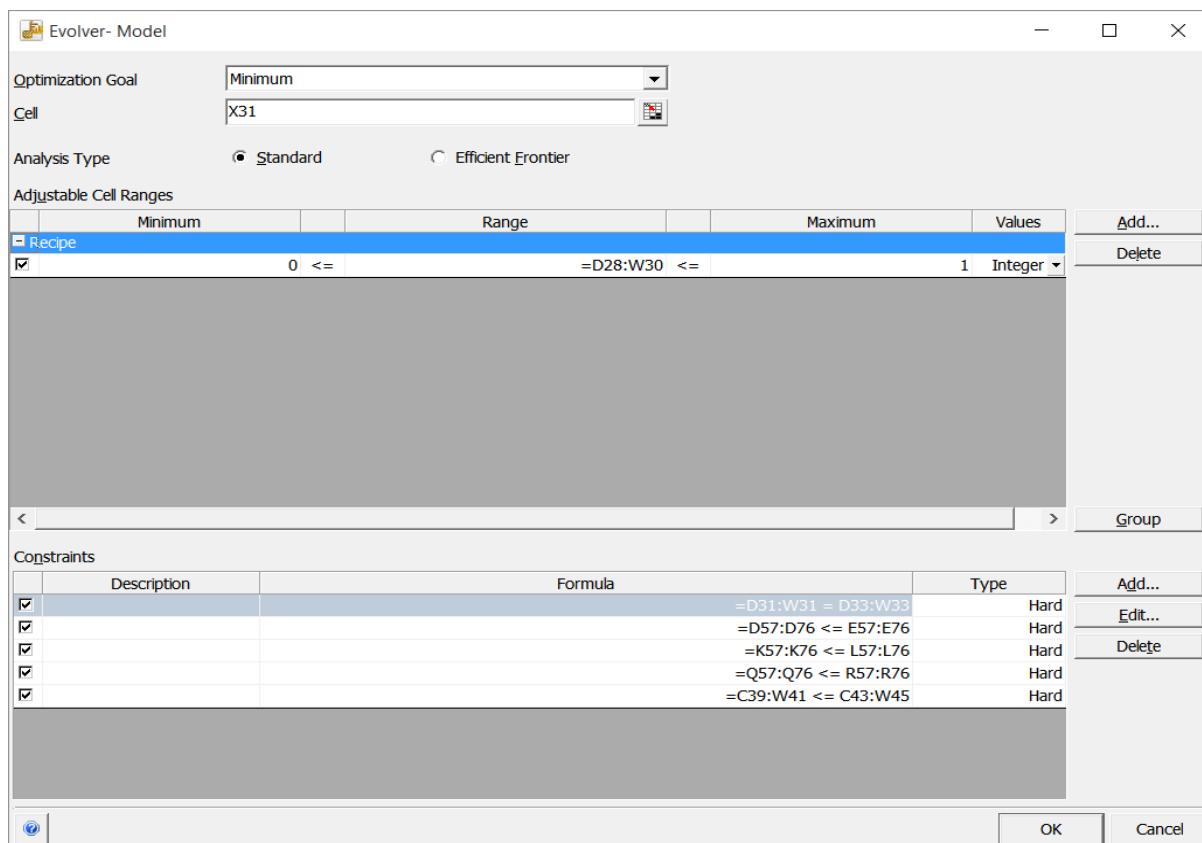 Evolver- Model
Optimization Goal Minimum
Cell X31
Analysis Type Standard Efficient Frontier
Adjustable Cell Ranges
Minimum Range Maximum Values Add...
Recipe Delete
0 <= =D28:W30 <= 1 Integer
Group
Constraints
Description Formula Type Add...
=D31:W31 = D33:W33 Hard Edit...
=D57:D76 <= E57:E76 Hard Delete
=K57:K76 <= L57:L76 Hard
=Q57:Q76 <= R57:R76 Hard
=C39:W41 <= C43:W45 Hard
OK Cancel